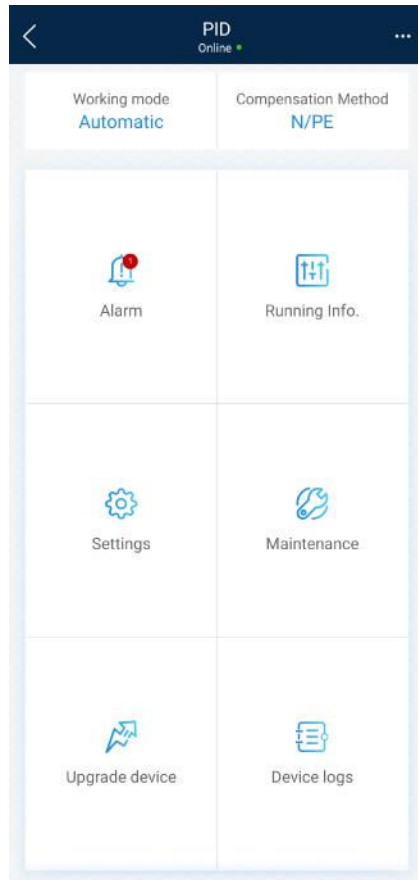 PID
Online
Working mode
Compensation Method
Automatic
N/PE
1
Alarm
Running Info.
Settings
Maintenance
Upgrade device
Device logs